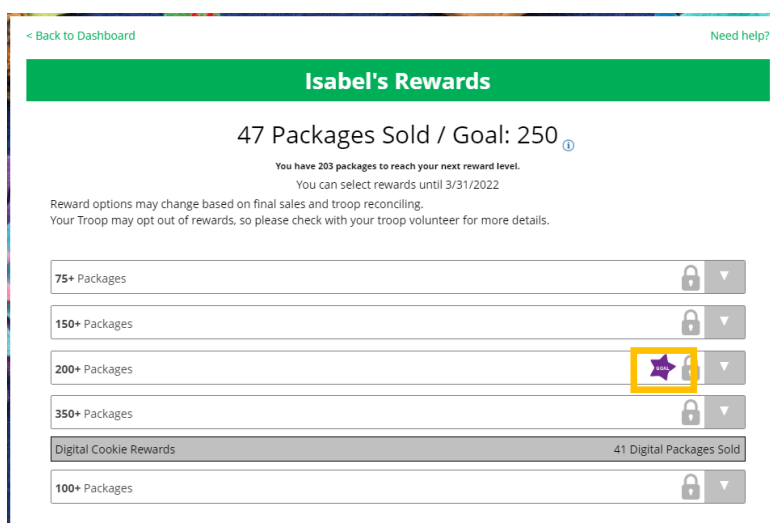 < Back to Dashboard
Need help?
Isabel's Rewards
47 Packages Sold / Goal: 250
You have 203 packages to reach your next reward level.
You can select rewards until 3/31/2022
Reward options may change based on final sales and troop reconciling.
Your Troop may opt out of rewards, so please check with your troop volunteer for more details.
75+ Packages
150+ Packages
200+ Packages GOAL
350+ Packages
Digital Cookie Rewards 41 Digital Packages Sold
100+ Packages